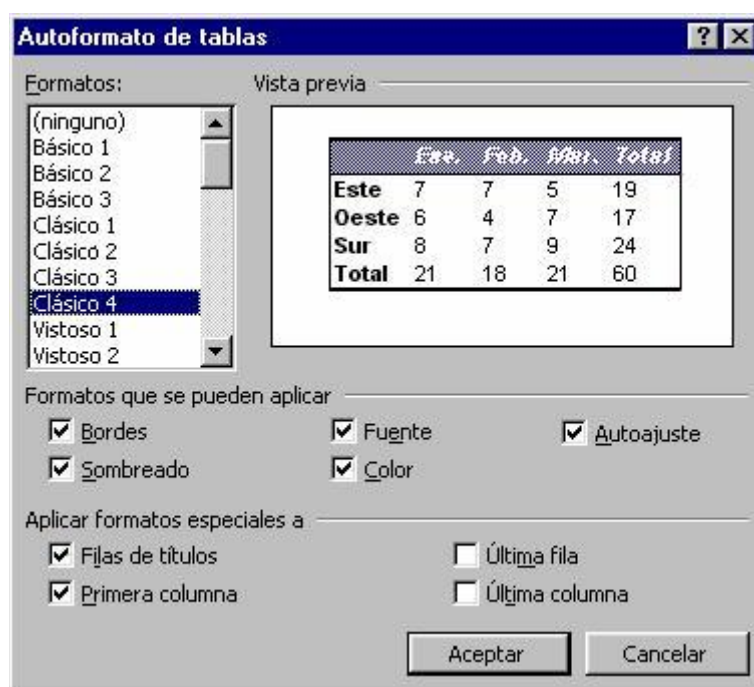 Autoformato de tablas
Formatos:
Vista previa
(ninguno)
Básico 1
Básico 2
Básico 3
Clásico 1
Clásico 2
Clásico 3
Clásico 4
Vistoso 1
Vistoso 2
Ene. Feb. Mar. Total
Este 7 7 5 19
Oeste 6 4 7 17
Sur 8 7 9 24
Total 21 18 21 60
Formatos que se pueden aplicar
Bordes Fuente Autoajuste
Sombreado Color
Aplicar formatos especiales a
Filas de títulos Última fila
Primera columna Última columna
Aceptar Cancelar